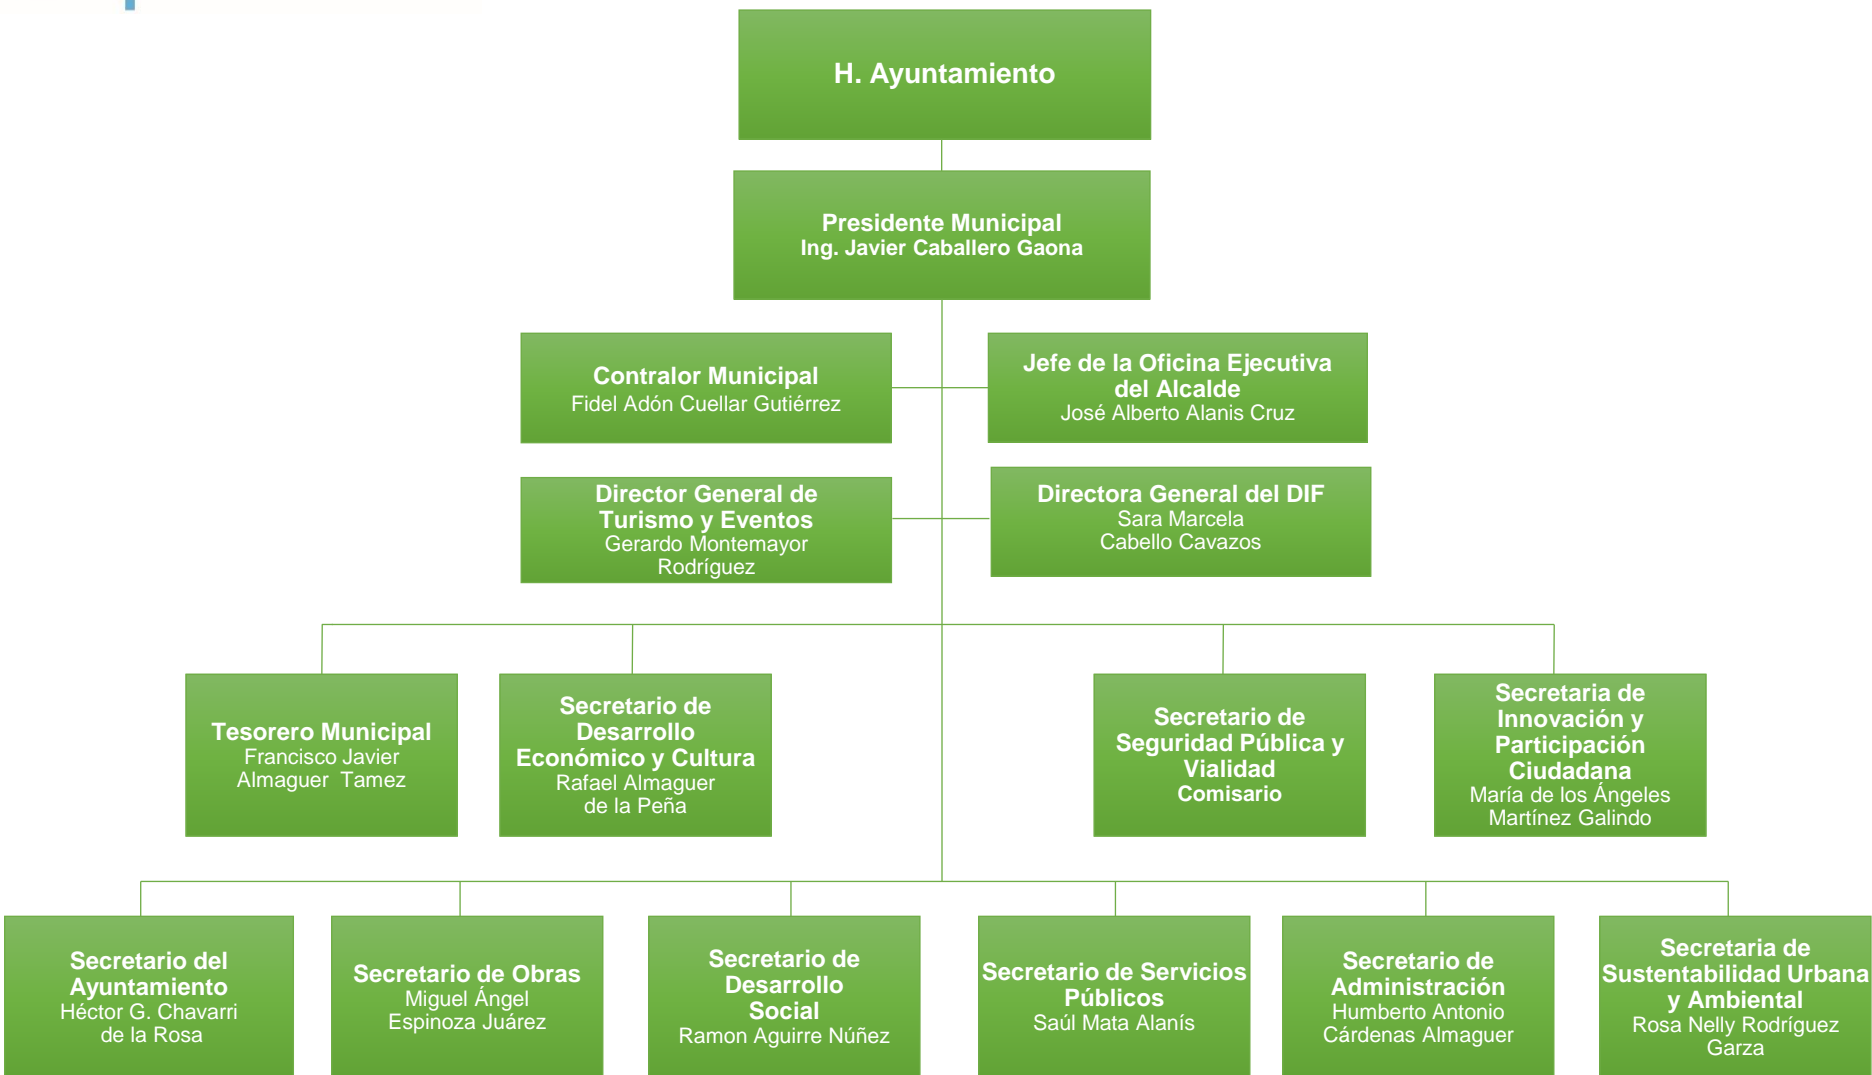 H. Ayuntamiento
Presidente Municipal
Ing. Javier Caballero Gaona
Contralor Municipal
Fidel Adón Cuellar Gutiérrez
Jefe de la Oficina Ejecutiva
del Alcalde
José Alberto Alanis Cruz
Director General de
Turismo y Eventos
Gerardo Montemayor
Rodríguez
Directora General del DIF
Sara Marcela
Cabello Cavazos
Tesorero Municipal
Francisco Javier
Almaguer Tamez
Secretario de
Desarrollo
Económico y Cultura
Rafael Almaguer
de la Peña
Secretario de
Seguridad Pública y
Vialidad
Comisario
Secretaria de
Innovación y
Participación
Ciudadana
María de los Ángeles
Martínez Galindo
Secretario del
Ayuntamiento
Héctor G. Chavarri
de la Rosa
Secretario de Obras
Miguel Ángel
Espinoza Juárez
Secretario de
Desarrollo
Social
Ramon Aguirre Núñez
Secretario de Servicios
Públicos
Saúl Mata Alanís
Secretario de
Administración
Humberto Antonio
Cárdenas Almaguer
Secretaria de
Sustentabilidad Urbana
y Ambiental
Rosa Nelly Rodríguez
Garza